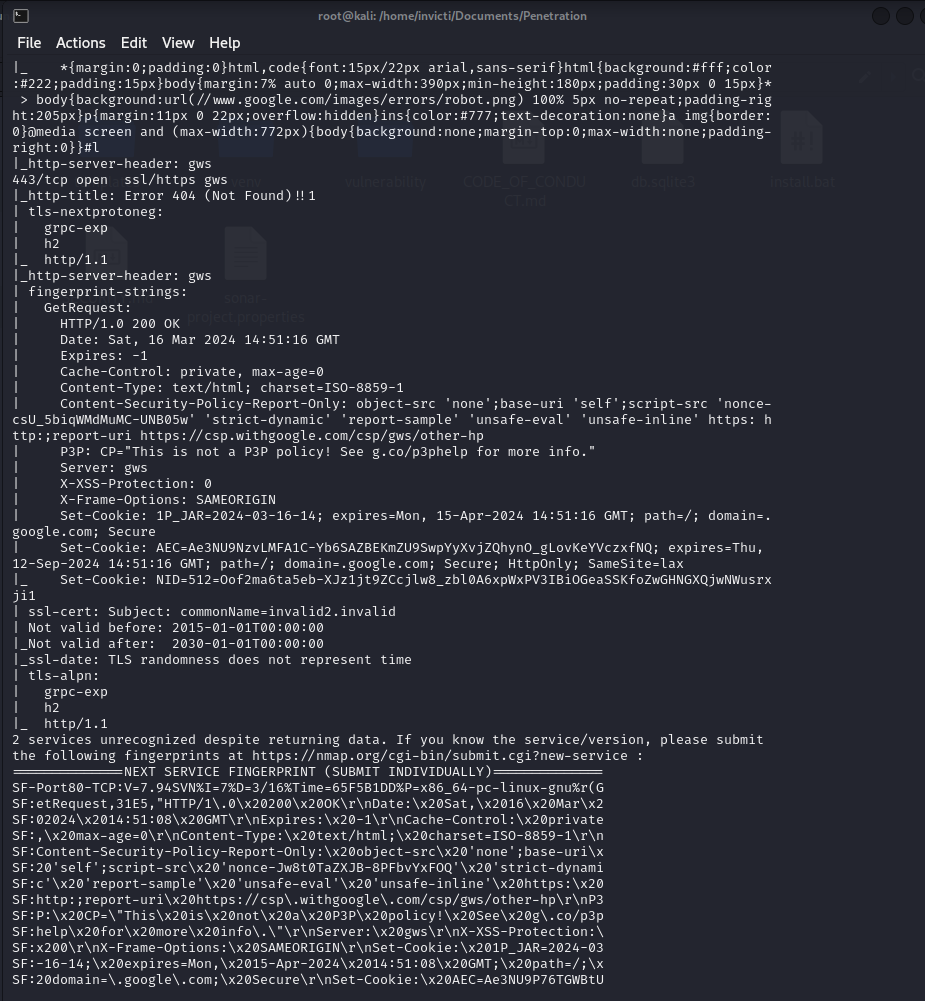 root@kali: /home/invicti/Documents/Penetration
File Actions Edit View Help
|_    *{margin:0;padding:0}html,code{font:15px/22px arial,sans-serif}html{background:#fff;color
:#222;padding:15px}body{margin:7% auto 0;max-width:390px;min-height:180px;padding:30px 0 15px}*
 > body{background:url(//www.google.com/images/errors/robot.png) 100% 5px no-repeat;padding-rig
ht:205px}p{margin:11px 0 22px;overflow:hidden}ins{color:#777;text-decoration:none}a img{border:
0}@media screen and (max-width:772px){body{background:none;margin-top:0;max-width:none;padding-
right:0}}#l
|_http-server-header: gws
443/tcp open  ssl/https gws
|_http-title: Error 404 (Not Found)!!1
| tls-nextprotoneg:
|   grpc-exp
|   h2
|_  http/1.1
|_http-server-header: gws
| fingerprint-strings:
|   GetRequest:
|     HTTP/1.0 200 OK
|     Date: Sat, 16 Mar 2024 14:51:16 GMT
|     Expires: -1
|     Cache-Control: private, max-age=0
|     Content-Type: text/html; charset=ISO-8859-1
|     Content-Security-Policy-Report-Only: object-src 'none';base-uri 'self';script-src 'nonce-
csU_5biqWMdMuMC-UNB05w' 'strict-dynamic' 'report-sample' 'unsafe-eval' 'unsafe-inline' https: h
ttp:;report-uri https://csp.withgoogle.com/csp/gws/other-hp
|     P3P: CP="This is not a P3P policy! See g.co/p3phelp for more info."
|     Server: gws
|     X-XSS-Protection: 0
|     X-Frame-Options: SAMEORIGIN
|     Set-Cookie: 1P_JAR=2024-03-16-14; expires=Mon, 15-Apr-2024 14:51:16 GMT; path=/; domain=.
google.com; Secure
|     Set-Cookie: AEC=Ae3NU9NzvLMFA1C-Yb6SAZBEKmZU9SwpYyXvjZQhynO_gLovKeYVczxfNQ; expires=Thu,
12-Sep-2024 14:51:16 GMT; path=/; domain=.google.com; Secure; HttpOnly; SameSite=lax
|_    Set-Cookie: NID=512=Oof2ma6ta5eb-XJz1jt9ZCcjlw8_zbl0A6xpWxPV3IBiOGeaSSKfoZwGHNGXQjwNWusrx
ji1
| ssl-cert: Subject: commonName=invalid2.invalid
| Not valid before: 2015-01-01T00:00:00
|_Not valid after:  2030-01-01T00:00:00
|_ssl-date: TLS randomness does not represent time
| tls-alpn:
|   grpc-exp
|   h2
|_  http/1.1
2 services unrecognized despite returning data. If you know the service/version, please submit
the following fingerprints at https://nmap.org/cgi-bin/submit.cgi?new-service :
==============NEXT SERVICE FINGERPRINT (SUBMIT INDIVIDUALLY)==============
SF-Port80-TCP:V=7.94SVN%I=7%D=3/16%Time=65F5B1DD%P=x86_64-pc-linux-gnu%r(G
SF:etRequest,31E5,"HTTP/1\.0\x20200\x20OK\r\nDate:\x20Sat,\x2016\x20Mar\x2
SF:02024\x2014:51:08\x20GMT\r\nExpires:\x20-1\r\nCache-Control:\x20private
SF:,\x20max-age=0\r\nContent-Type:\x20text/html;\x20charset=ISO-8859-1\r\n
SF:Content-Security-Policy-Report-Only:\x20object-src\x20'none';base-uri\x
SF:20'self';script-src\x20'nonce-Jw8t0TaZXJB-8PFbvYxFOQ'\x20'strict-dynami
SF:c'\x20'report-sample'\x20'unsafe-eval'\x20'unsafe-inline'\x20https:\x20
SF:http:;report-uri\x20https://csp\.withgoogle\.com/csp/gws/other-hp\r\nP3
SF:P:\x20CP=\"This\x20is\x20not\x20a\x20P3P\x20policy!\x20See\x20g\.co/p3p
SF:help\x20for\x20more\x20info\.\"\r\nServer:\x20gws\r\nX-XSS-Protection:\
SF:x200\r\nX-Frame-Options:\x20SAMEORIGIN\r\nSet-Cookie:\x201P_JAR=2024-03
SF:-16-14;\x20expires=Mon,\x2015-Apr-2024\x2014:51:08\x20GMT;\x20path=/;\x
SF:20domain=\.google\.com;\x20Secure\r\nSet-Cookie:\x20AEC=Ae3NU9P76TGWBtU
vulnerability
CODE_OF_CONDU
CT.md
db.sqlite3
install.bat
sonar-
project.properties